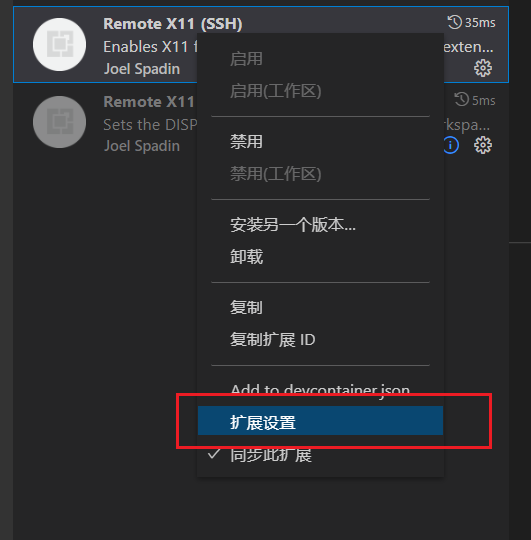 Remote X11 (SSH)
35ms
Enables X11 f exten...
Joel Spadin
Remote X11
5ms
Sets the DISP rkspa...
Joel Spadin
启用
启用(工作区)
禁用
禁用(工作区)
安装另一个版本...
卸载
复制
复制扩展 ID
Add to devcontainer.json
扩展设置
同步此扩展